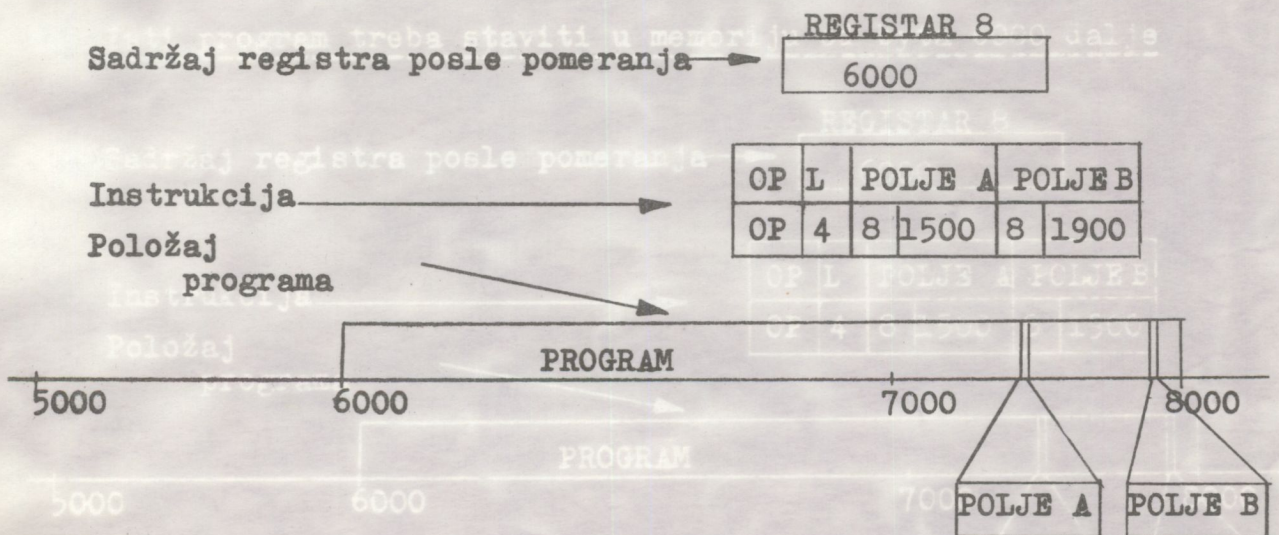 REGISTAR 8
Sadržaj registra posle pomeranja
6000
OP L POLJE A POLJE B
Instrukcija
OP 4 8 1500 8 1900
Položaj
programa
PROGRAM
5000 6000 7000 8000
POLJE A POLJE B